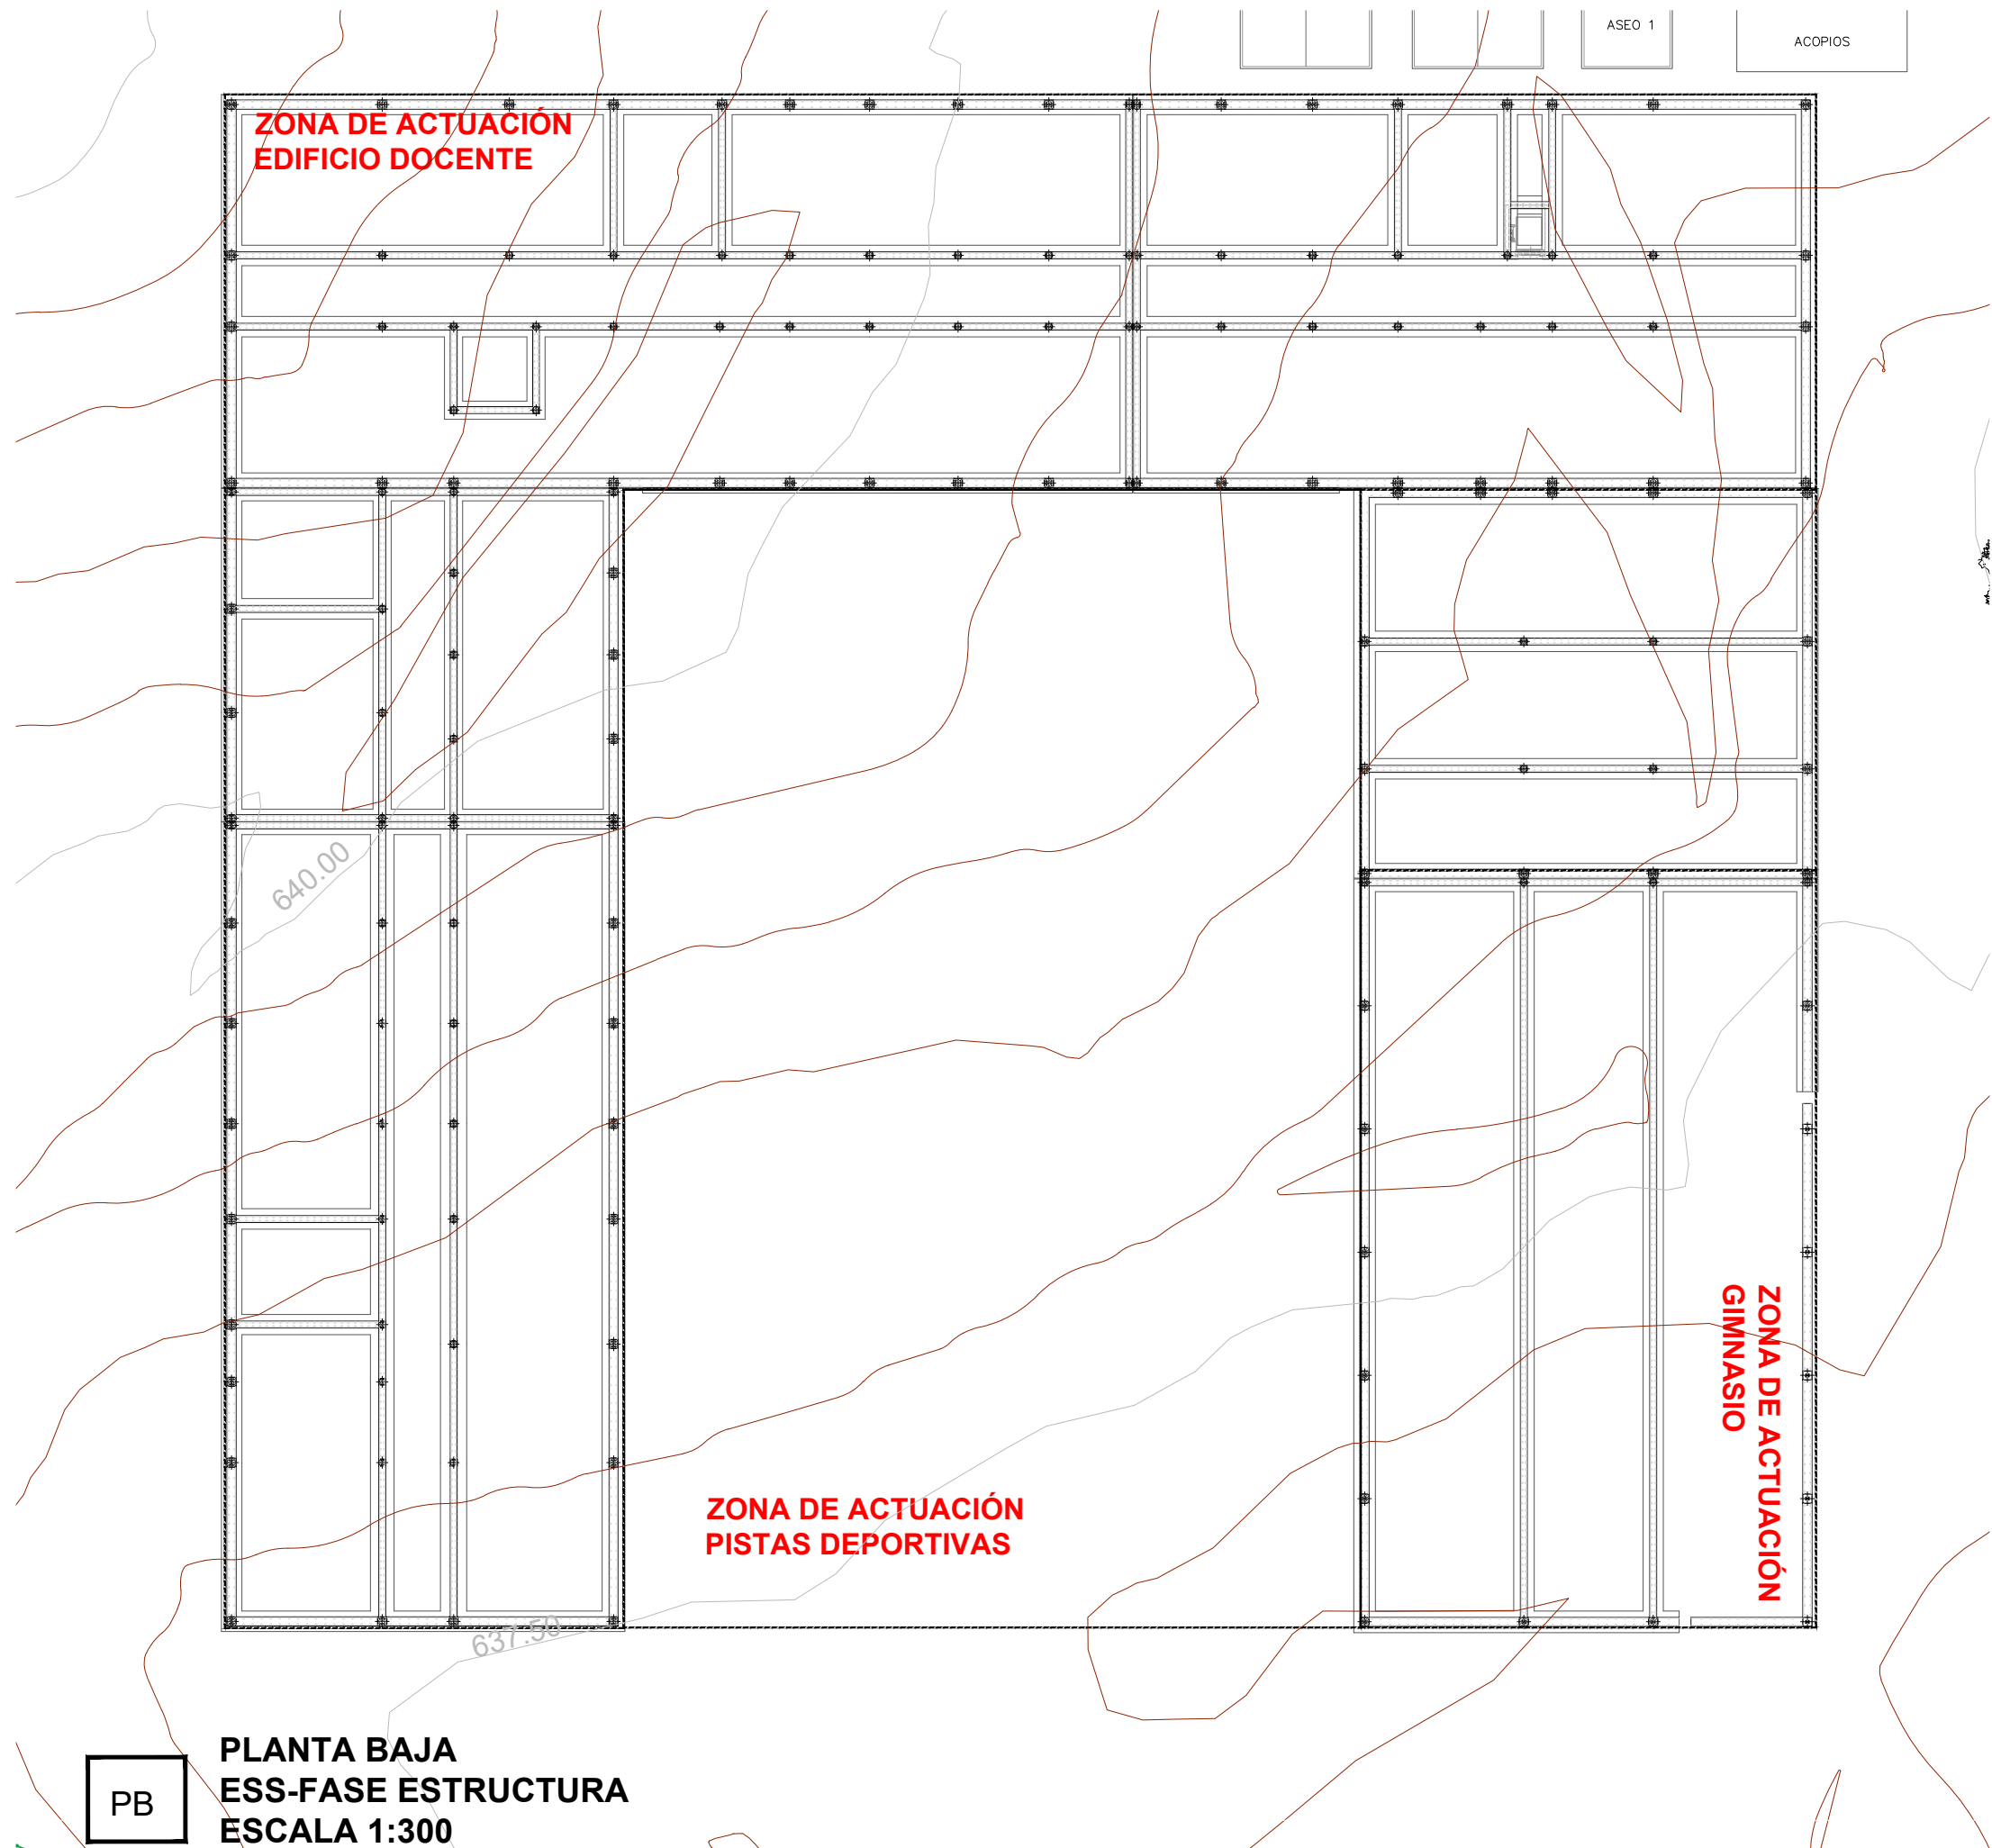 ASEO 1
ACOPIOS
ZONA DE ACTUACIÓN
EDIFICIO DOCENTE
640.00
ZONA DE ACTUACIÓN
GIMNASIO
ZONA DE ACTUACIÓN
PISTAS DEPORTIVAS
637.50
PB
PLANTA BAJA
ESS-FASE ESTRUCTURA
ESCALA 1:300